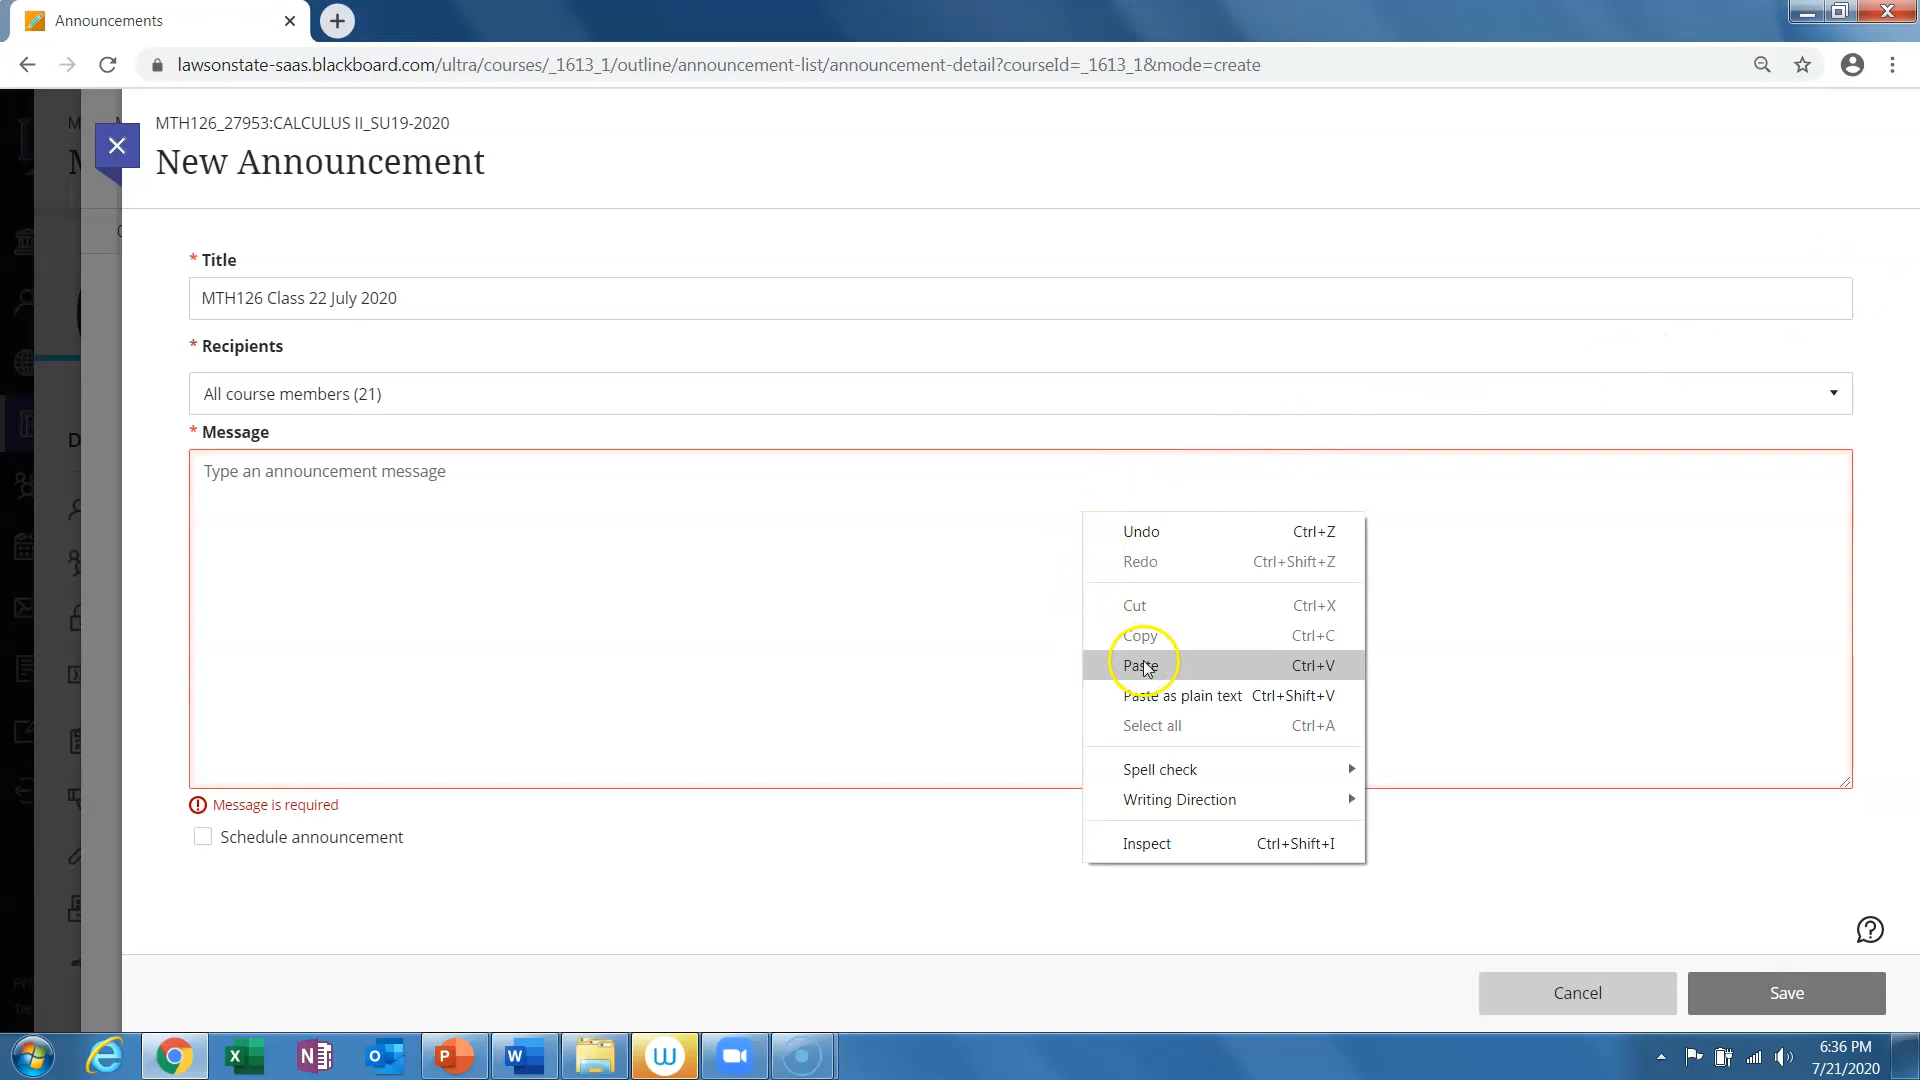 Announcements
lawsonstate-saas.blackboard.com/ultra/courses/_1613_1/outline/announcement-list/announcement-detail?courseId=_1613_1&mode=create
MTH126_27953:CALCULUS II_SU19-2020
New Announcement
* Title
MTH126 Class 22 July 2020
* Recipients
All course members (21)
* Message
Type an announcement message
Undo Ctrl+Z
Redo Ctrl+Shift+Z
Cut Ctrl+X
Copy Ctrl+C
Paste Ctrl+V
Paste as plain text Ctrl+Shift+V
Select all Ctrl+A
Spell check
Writing Direction
Inspect Ctrl+Shift+I
Message is required
Schedule announcement
Cancel
Save
6:36 PM
7/21/2020